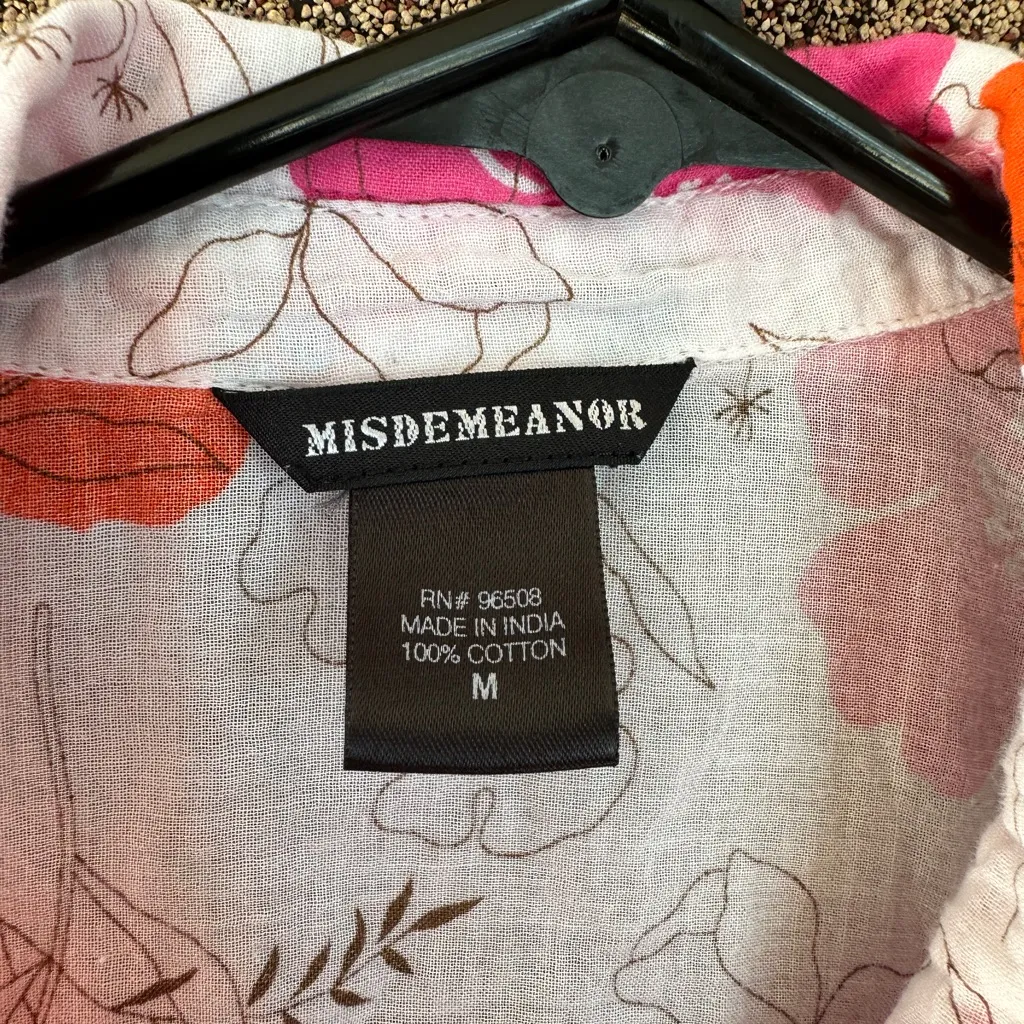 MISDEMEANOR
RN# 96508
MADE IN INDIA
100% COTTON
M